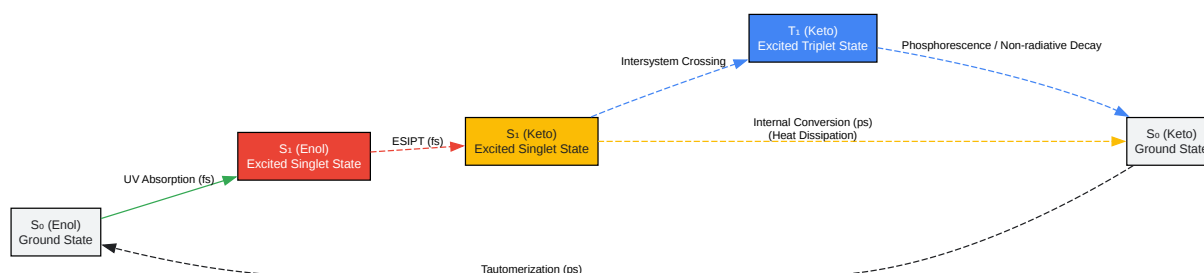 T₁ (Keto)
Excited Triplet State
Phosphorescence / Non-radiative Decay
Intersystem Crossing
S₁ (Keto)
Excited Singlet State
Internal Conversion (ps)
(Heat Dissipation)
S₀ (Keto)
Ground State
ESIPT (fs)
S₁ (Enol)
Excited Singlet State
UV Absorption (fs)
S₀ (Enol)
Ground State
Tautomerization (ps)